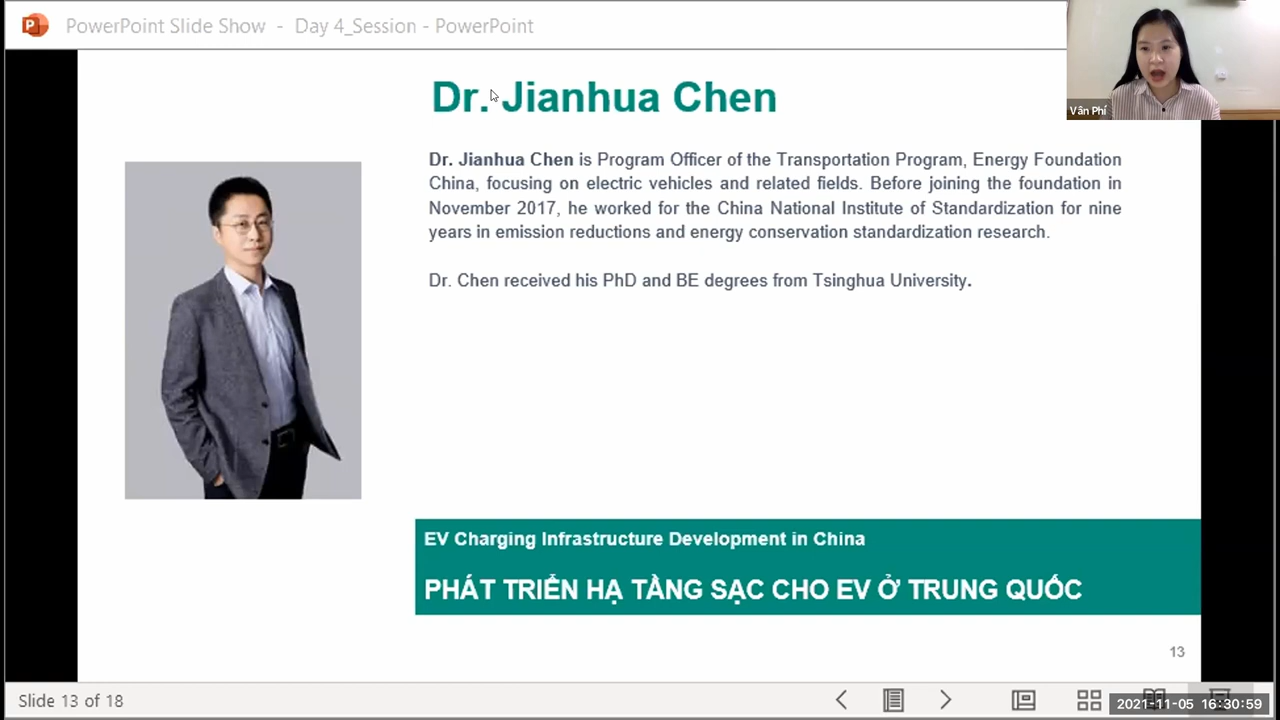 PowerPoint Slide Show - Day 4_Session - PowerPoint
Vân Phí
Dr. Jianhua Chen
Dr. Jianhua Chen is Program Officer of the Transportation Program, Energy Foundation
China, focusing on electric vehicles and related fields. Before joining the foundation in
November 2017, he worked for the China National Institute of Standardization for nine
years in emission reductions and energy conservation standardization research.
Dr. Chen received his PhD and BE degrees from Tsinghua University.
EV Charging Infrastructure Development in China
PHÁT TRIỂN HẠ TẦNG SẠC CHO EV Ở TRUNG QUỐC
13
Slide 13 of 18
2021-11-05 16:30:59